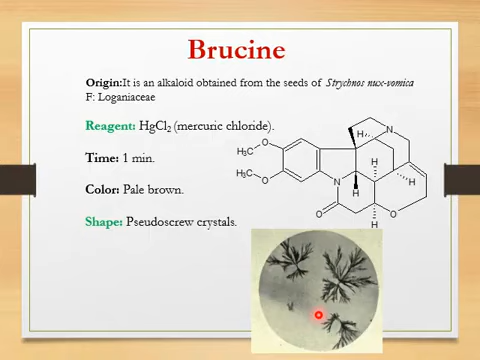 Brucine
Origin:It is an alkaloid obtained from the seeds of Strychnos nux-vomica
F: Loganiaceae
Reagent: HgCl2 (mercuric chloride).
Time: 1 min.
Color: Pale brown.
Shape: Pseudoscrew crystals.
H N
H3C O
H
H3C O
H
N
H
O O
H